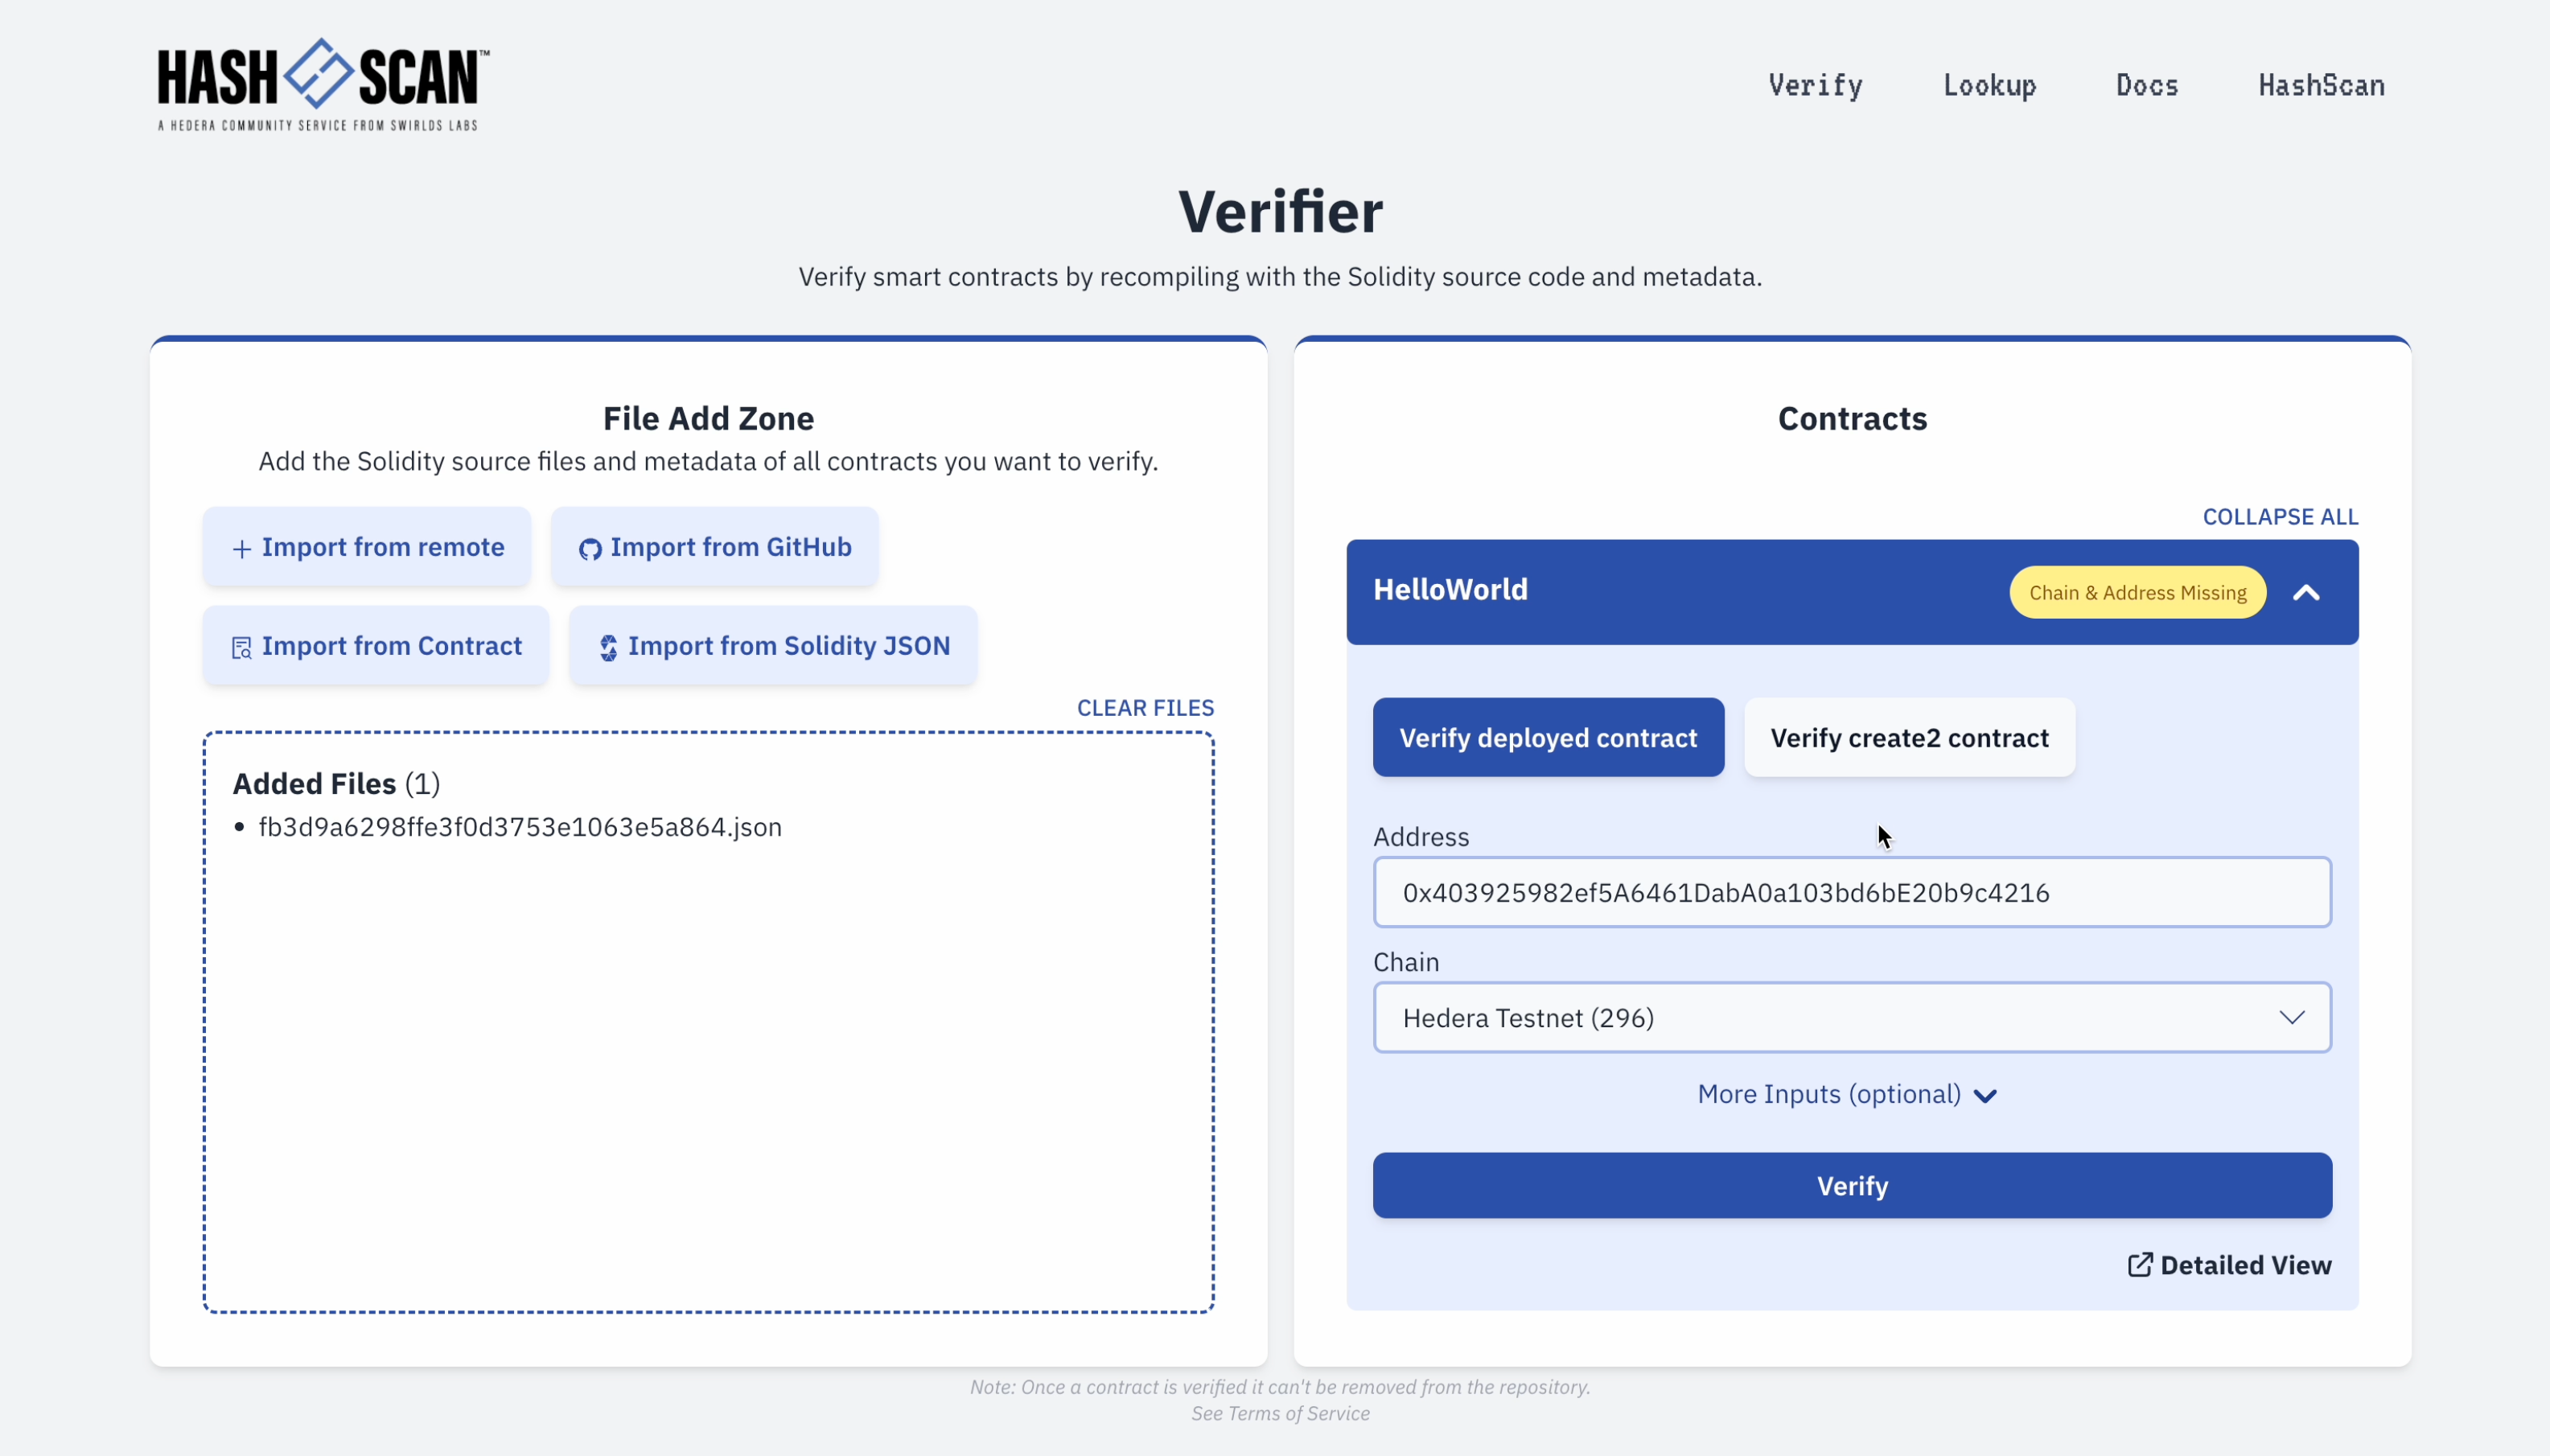 HASH SCAN™
A HEDERA COMMUNITY SERVICE FROM SWIRLDS LABS
Verify
Lookup
Docs
HashScan
Verifier
Verify smart contracts by recompiling with the Solidity source code and metadata.
File Add Zone
Add the Solidity source files and metadata of all contracts you want to verify.
Import from remote
Import from GitHub
Import from Contract
Import from Solidity JSON
CLEAR FILES
Added Files (1)
• fb3d9a6298ffe3f0d3753e1063e5a864.json
Contracts
COLLAPSE ALL
HelloWorld
Chain & Address Missing
Verify deployed contract
Verify create2 contract
Address
0x403925982ef5A6461DabA0a103bd6bE20b9c4216
Chain
Hedera Testnet (296)
More Inputs (optional)
Verify
Detailed View
Note: Once a contract is verified it can't be removed from the repository.
See Terms of Service